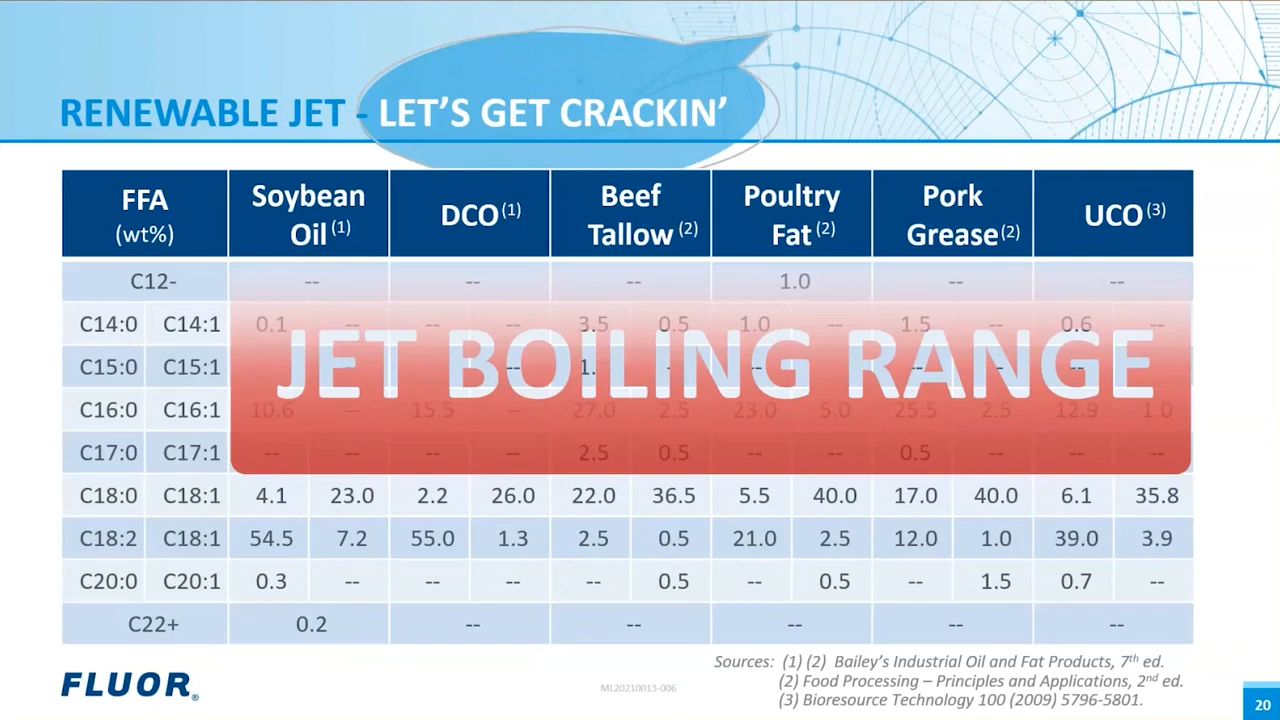 RENEWABLE JET - LET'S GET CRACKIN'
FFA (wt%) Soybean Oil (1) DCO (1) Beef Tallow (2) Poultry Fat (2) Pork Grease (2) UCO (3)
C12- -- -- -- 1.0 -- --
C14:0 C14:1 0.1 -- -- -- 3.5 0.5 1.0 -- 1.5 -- 0.6 --
JET BOILING RANGE
C15:0 C15:1 -- -- 1. -- -- -- --
C16:0 C16:1 10.6 -- 15.5 -- 27.0 2.5 23.0 5.0 25.5 2.5 12.9 1.0
C17:0 C17:1 -- -- -- -- 2.5 0.5 -- -- 0.5 -- -- --
C18:0 C18:1 4.1 23.0 2.2 26.0 22.0 36.5 5.5 40.0 17.0 40.0 6.1 35.8
C18:2 C18:1 54.5 7.2 55.0 1.3 2.5 0.5 21.0 2.5 12.0 1.0 39.0 3.9
C20:0 C20:1 0.3 -- -- -- -- 0.5 -- 0.5 -- 1.5 0.7 --
C22+ 0.2 -- -- -- -- --
Sources: (1) (2) Bailey's Industrial Oil and Fat Products, 7th ed.
(2) Food Processing – Principles and Applications, 2nd ed.
(3) Bioresource Technology 100 (2009) 5796-5801.
FLUOR®
ML20210013-006
20